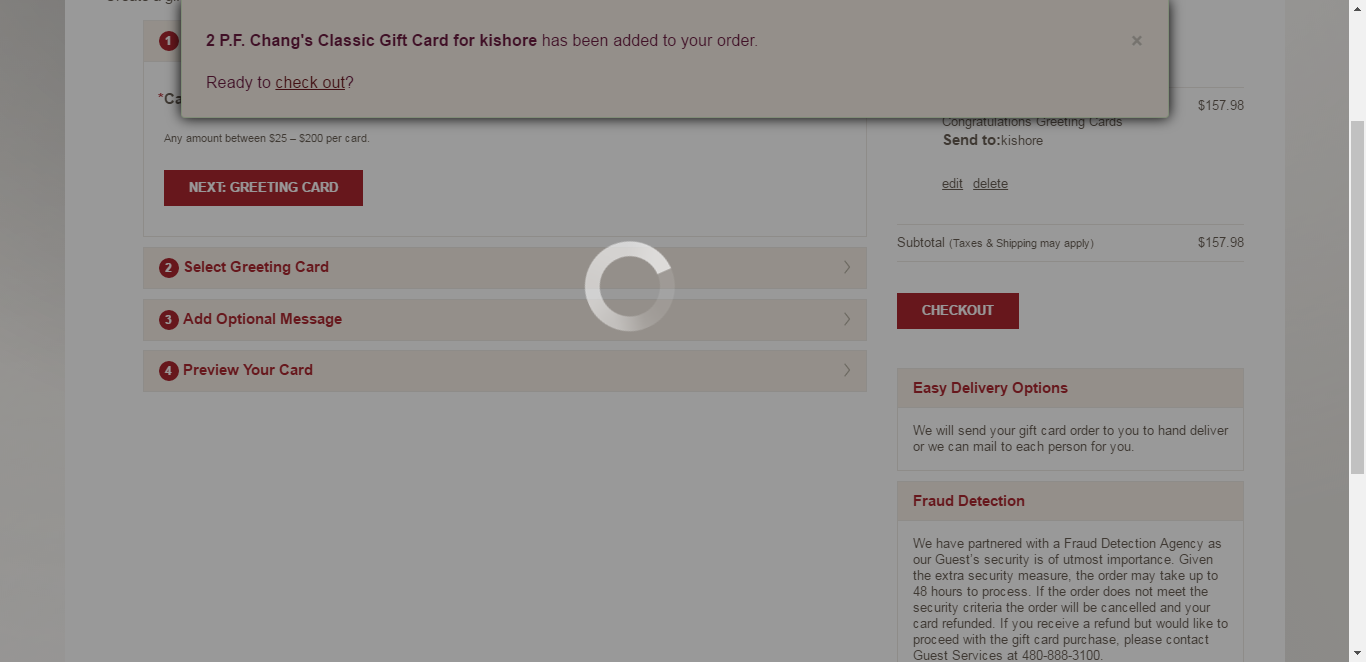 1
2 P.F. Chang's Classic Gift Card for kishore has been added to your order.
×
Ready to check out?
*Ca
Any amount between $25 – $200 per card.
NEXT: GREETING CARD
2 Select Greeting Card
3 Add Optional Message
4 Preview Your Card
$157.98
Congratulations Greeting Cards
Send to:kishore
edit delete
Subtotal (Taxes & Shipping may apply) $157.98
CHECKOUT
Easy Delivery Options
We will send your gift card order to you to hand deliver
or we can mail to each person for you.
Fraud Detection
We have partnered with a Fraud Detection Agency as
our Guest's security is of utmost importance. Given
the extra security measure, the order may take up to
48 hours to process. If the order does not meet the
security criteria the order will be cancelled and your
card refunded. If you receive a refund but would like to
proceed with the gift card purchase, please contact
Guest Services at 480-888-3100.